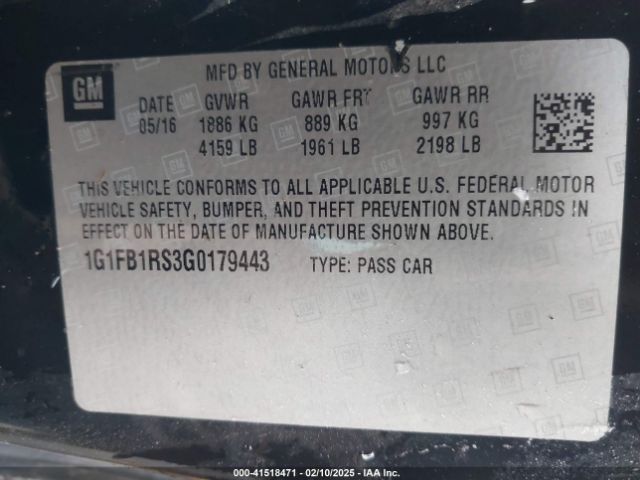 GM
MFD BY GENERAL MOTORS LLC
DATE GVWR GAWR FRT GAWR RR
05/16 1886 KG 889 KG 997 KG
4159 LB 1961 LB 2198 LB
THIS VEHICLE CONFORMS TO ALL APPLICABLE U.S. FEDERAL MOTOR
VEHICLE SAFETY, BUMPER, AND THEFT PREVENTION STANDARDS IN
EFFECT ON THE DATE OF MANUFACTURE SHOWN ABOVE.
1G1FB1RS3G0179443 TYPE: PASS CAR
000-41518471 - 02/10/2025 - IAA Inc.